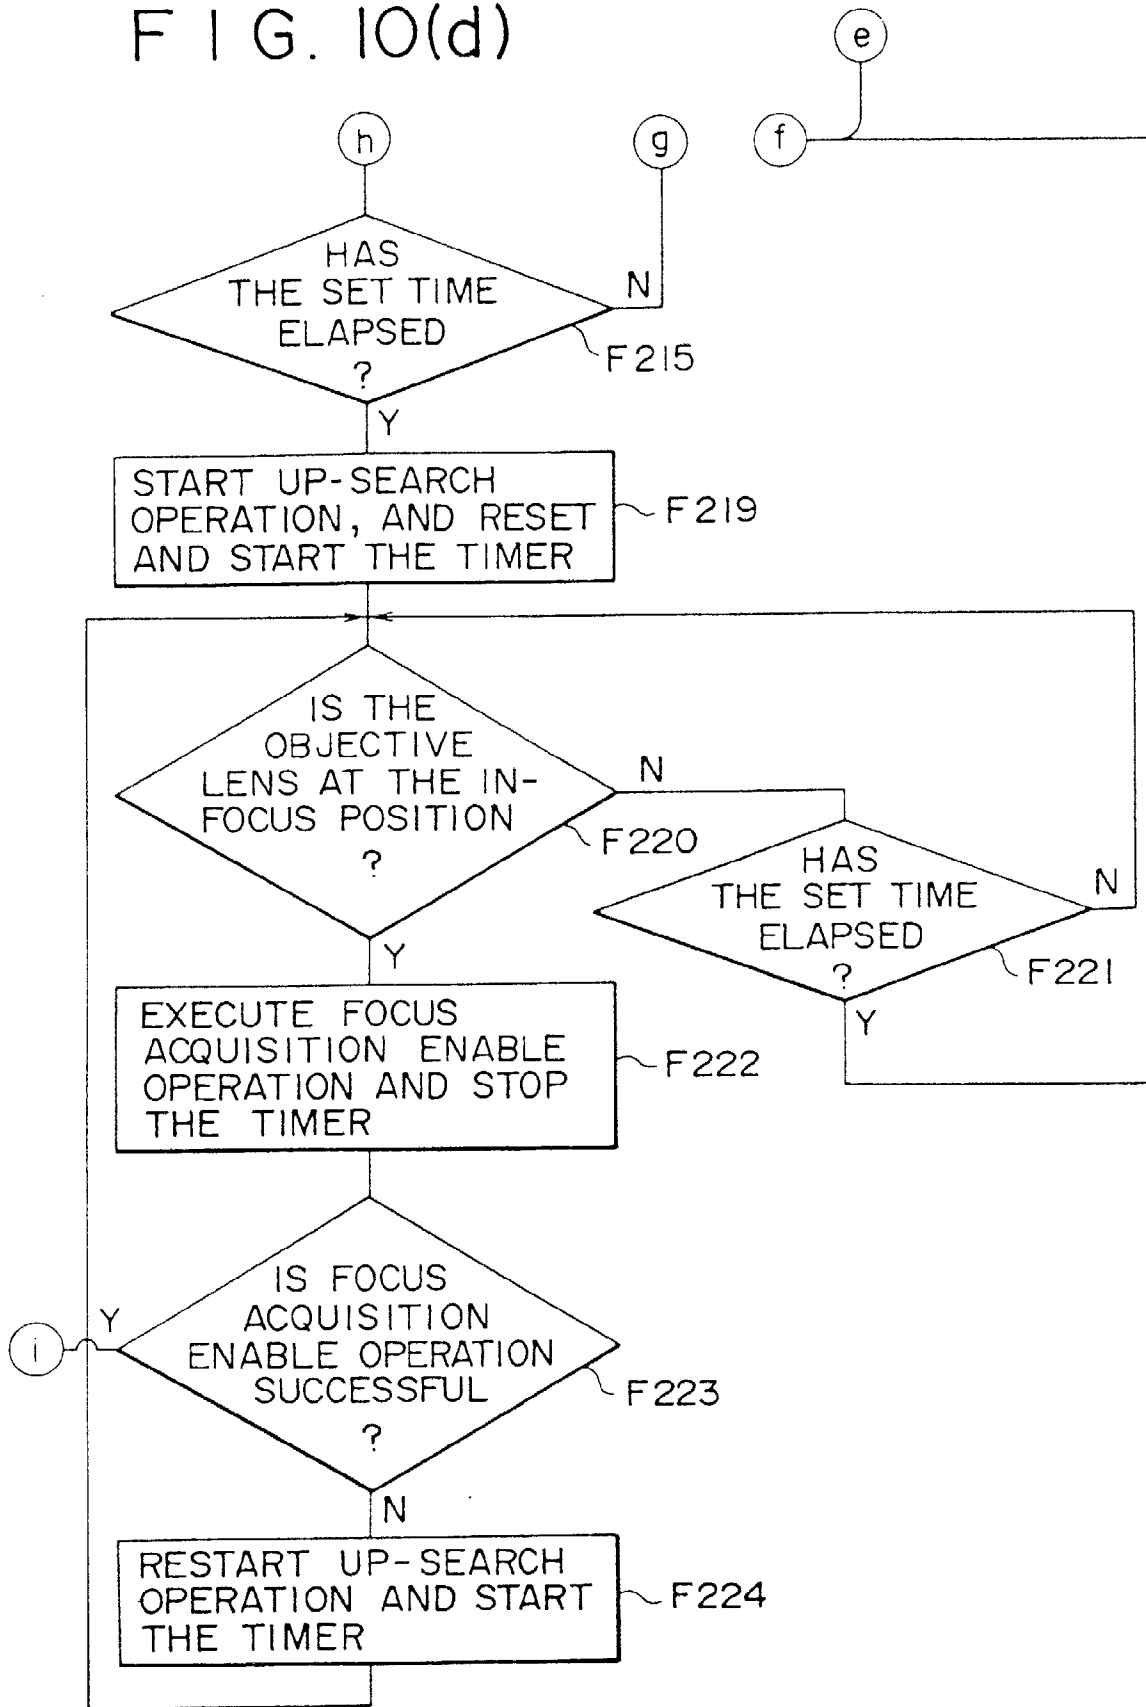 FIG. 10(d)
e
h
g
f
HAS
THE SET TIME
ELAPSED
?
N
F215
Y
START UP-SEARCH
OPERATION, AND RESET
AND START THE TIMER
F219
IS THE
OBJECTIVE
LENS AT THE IN-
FOCUS POSITION
?
N
F220
Y
HAS
THE SET TIME
ELAPSED
?
N
F221
Y
EXECUTE FOCUS
ACQUISITION ENABLE
OPERATION AND STOP
THE TIMER
F222
IS FOCUS
ACQUISITION
ENABLE OPERATION
SUCCESSFUL
?
Y
i
F223
N
RESTART UP-SEARCH
OPERATION AND START
THE TIMER
F224